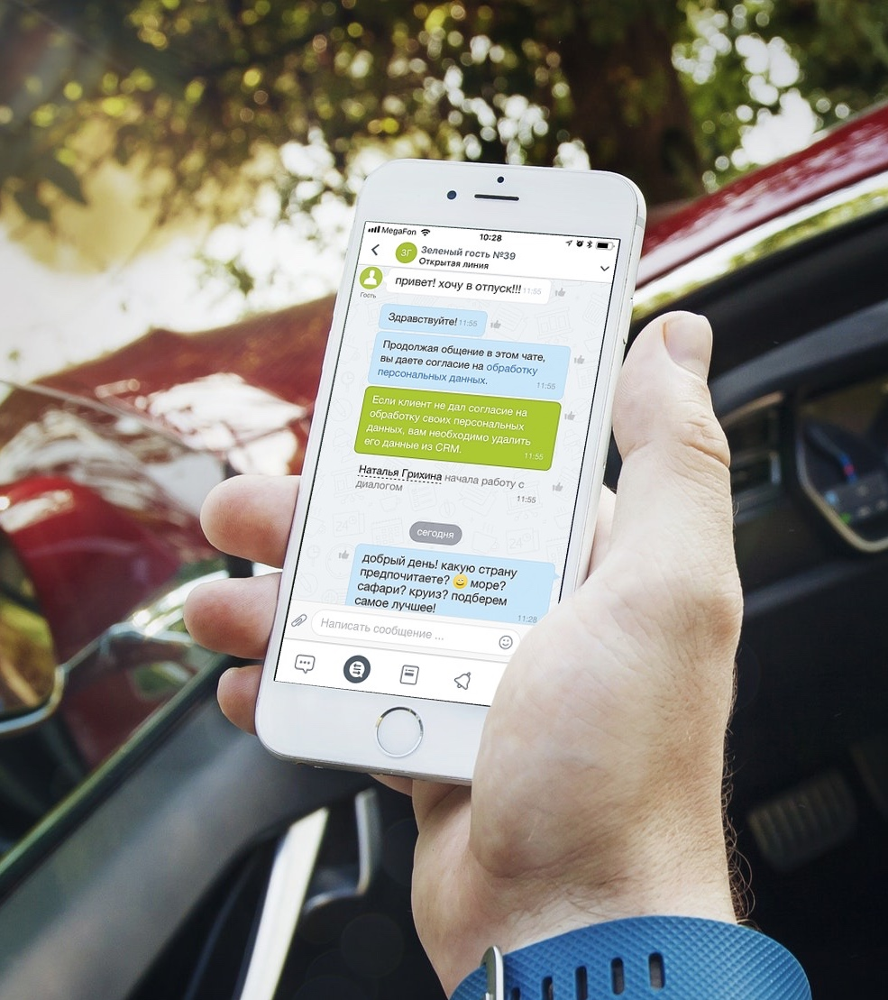 MegaFon 10:28
ЗГ
Зеленый гость №39
Открытая линия
привет! хочу в отпуск!!! 11:55
Гость
Здравствуйте! 11:55
Продолжая общение в этом чате,
вы даете согласие на обработку
персональных данных.
11:55
Если клиент не дал согласие на
обработку своих персональных
данных, вам необходимо удалить
его данные из CRM.
11:55
Наталья Грихина начала работу с
диалогом
11:55
сегодня
добрый день! какую страну
предпочитаете? 😄 море?
сафари? круиз? подберем
самое лучшее!
11:28
Написать сообщение ...